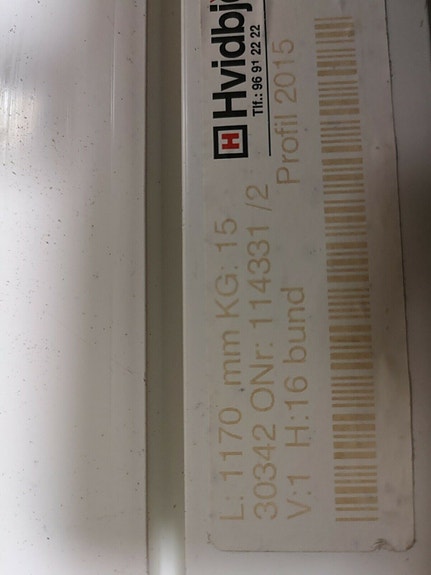 H Hvidbjø
Tlf.: 96 91 22 22
L: 1170 mm KG: 15
30342 ONr: 114331 /2
V:1 H:16 bund Profil 2015